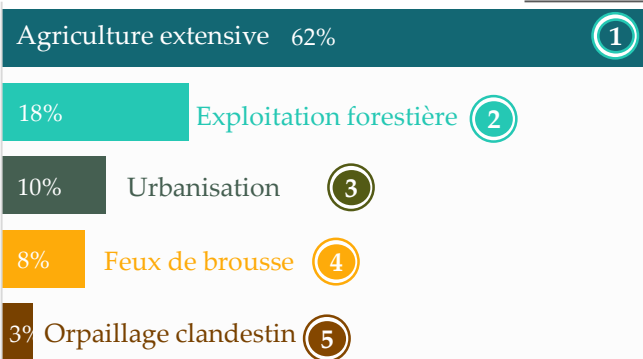 Agriculture extensive 62% 1
18% Exploitation forestière 2
10% Urbanisation 3
8% Feux de brousse 4
3% Orpaillage clandestin 5